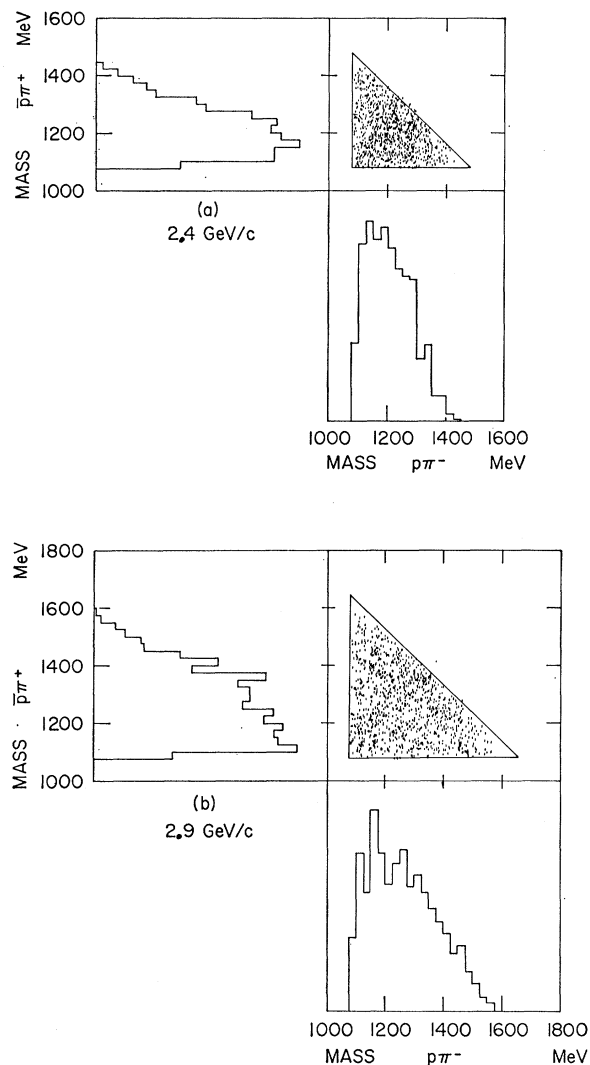 MASS p̅π⁺ MeV
1600
1400
1200
1000
(a)
2.4 GeV/c
1000 1200 1400 1600
MASS pπ⁻ MeV
MASS p̅π⁺ MeV
1800
1600
1400
1200
1000
(b)
2.9 GeV/c
1000 1200 1400 1600 1800
MASS pπ⁻ MeV